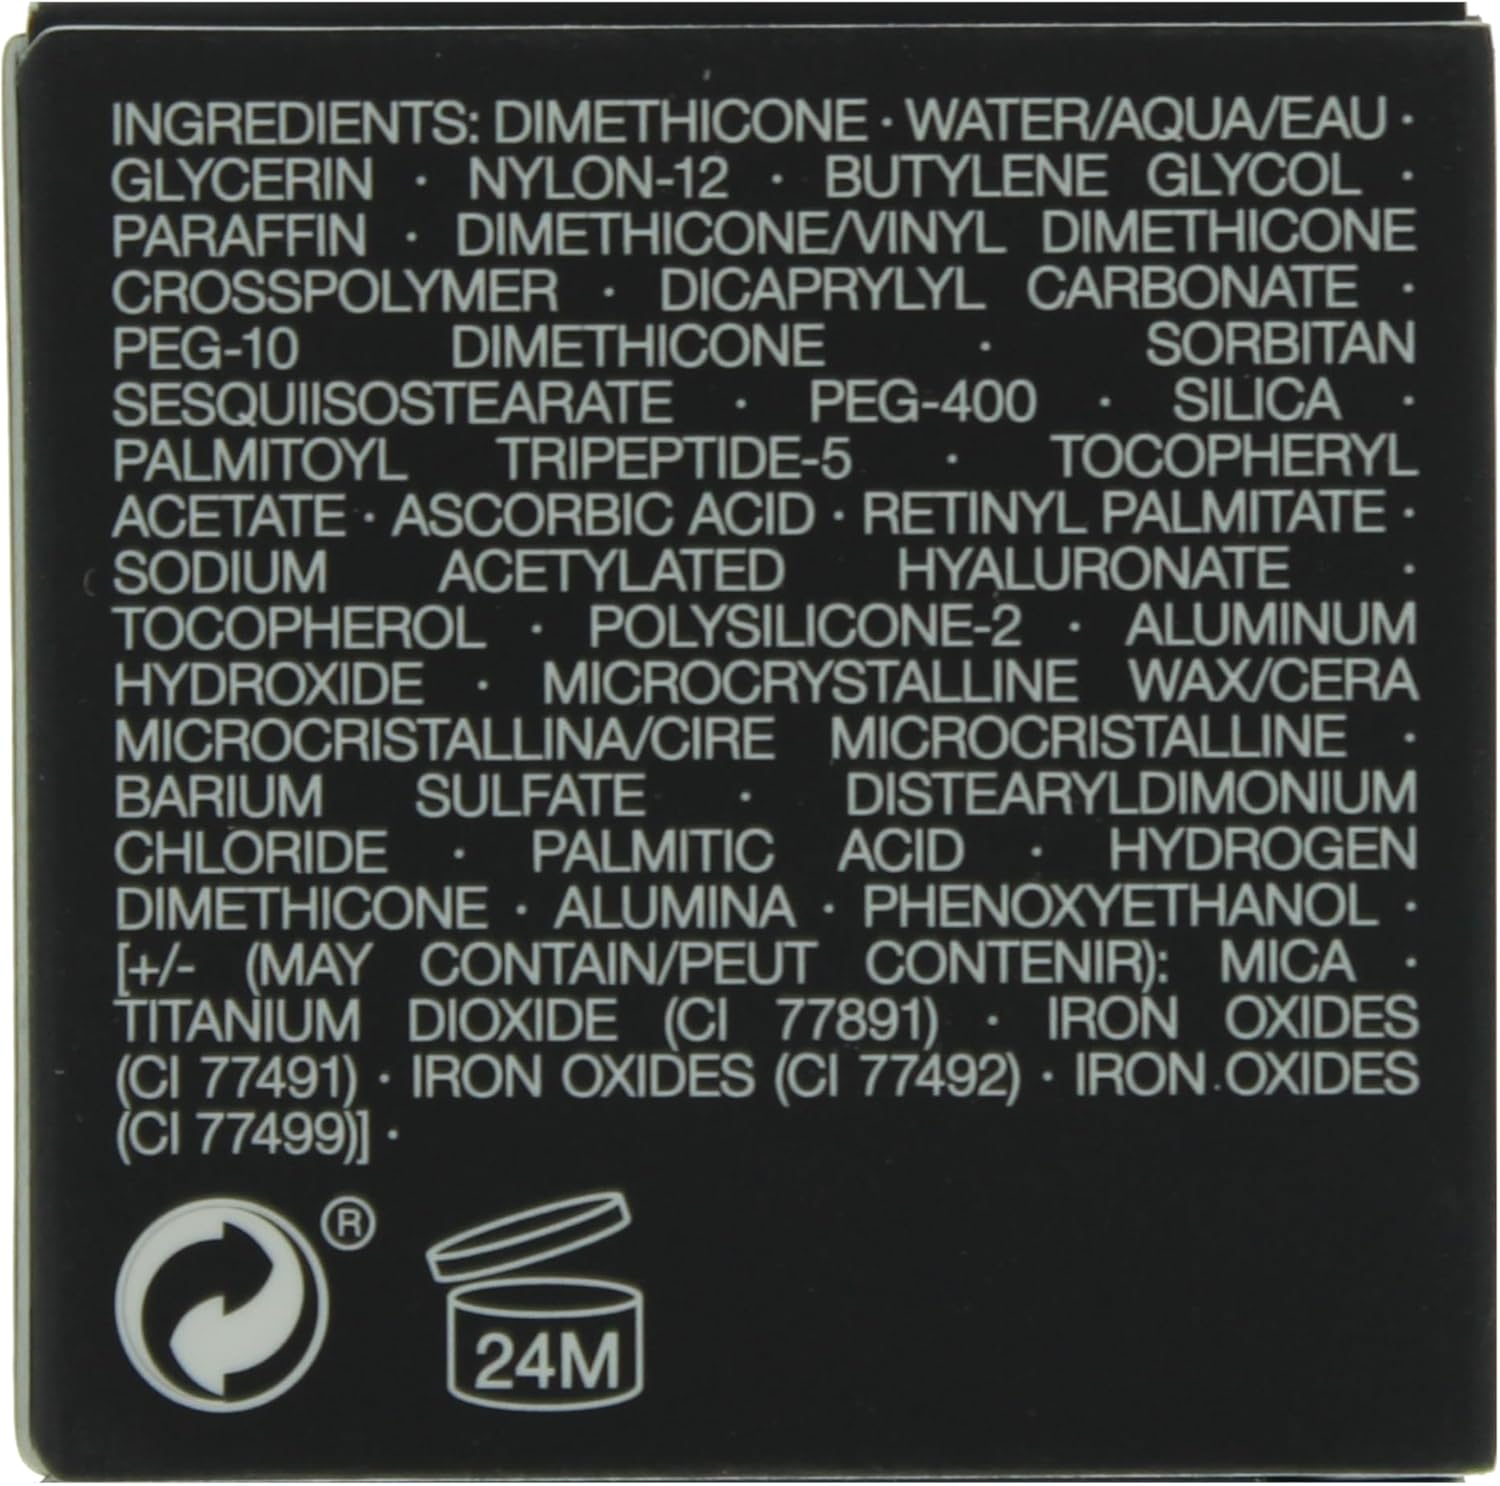 INGREDIENTS: DIMETHICONE · WATER/AQUA/EAU ·
GLYCERIN · NYLON-12 · BUTYLENE GLYCOL ·
PARAFFIN · DIMETHICONE/VINYL DIMETHICONE
CROSSPOLYMER · DICAPRYLYL CARBONATE ·
PEG-10 DIMETHICONE · SORBITAN
SESQUIISOSTEARATE · PEG-400 · SILICA ·
PALMITOYL TRIPEPTIDE-5 · TOCOPHERYL
ACETATE · ASCORBIC ACID · RETINYL PALMITATE ·
SODIUM ACETYLATED HYALURONATE ·
TOCOPHEROL · POLYSILICONE-2 · ALUMINUM
HYDROXIDE · MICROCRYSTALLINE WAX/CERA
MICROCRISTALLINA/CIRE MICROCRISTALLINE ·
BARIUM SULFATE · DISTEARYLDIMONIUM
CHLORIDE · PALMITIC ACID · HYDROGEN
DIMETHICONE · ALUMINA · PHENOXYETHANOL ·
[+/- (MAY CONTAIN/PEUT CONTENIR): MICA ·
TITANIUM DIOXIDE (CI 77891) · IRON OXIDES
(CI 77491) · IRON OXIDES (CI 77492) · IRON OXIDES
(CI 77499)] ·
®
24M